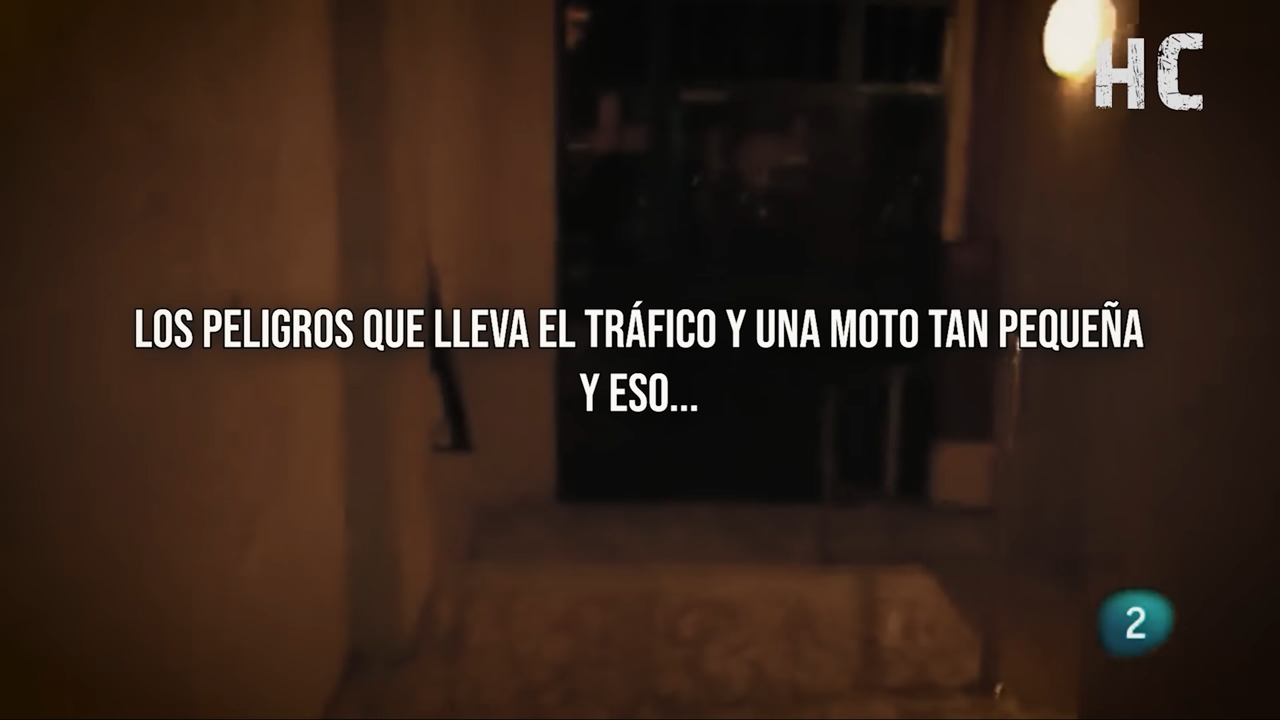 HC
LOS PELIGROS QUE LLEVA EL TRÁFICO Y UNA MOTO TAN PEQUEÑA
Y ESO...
2